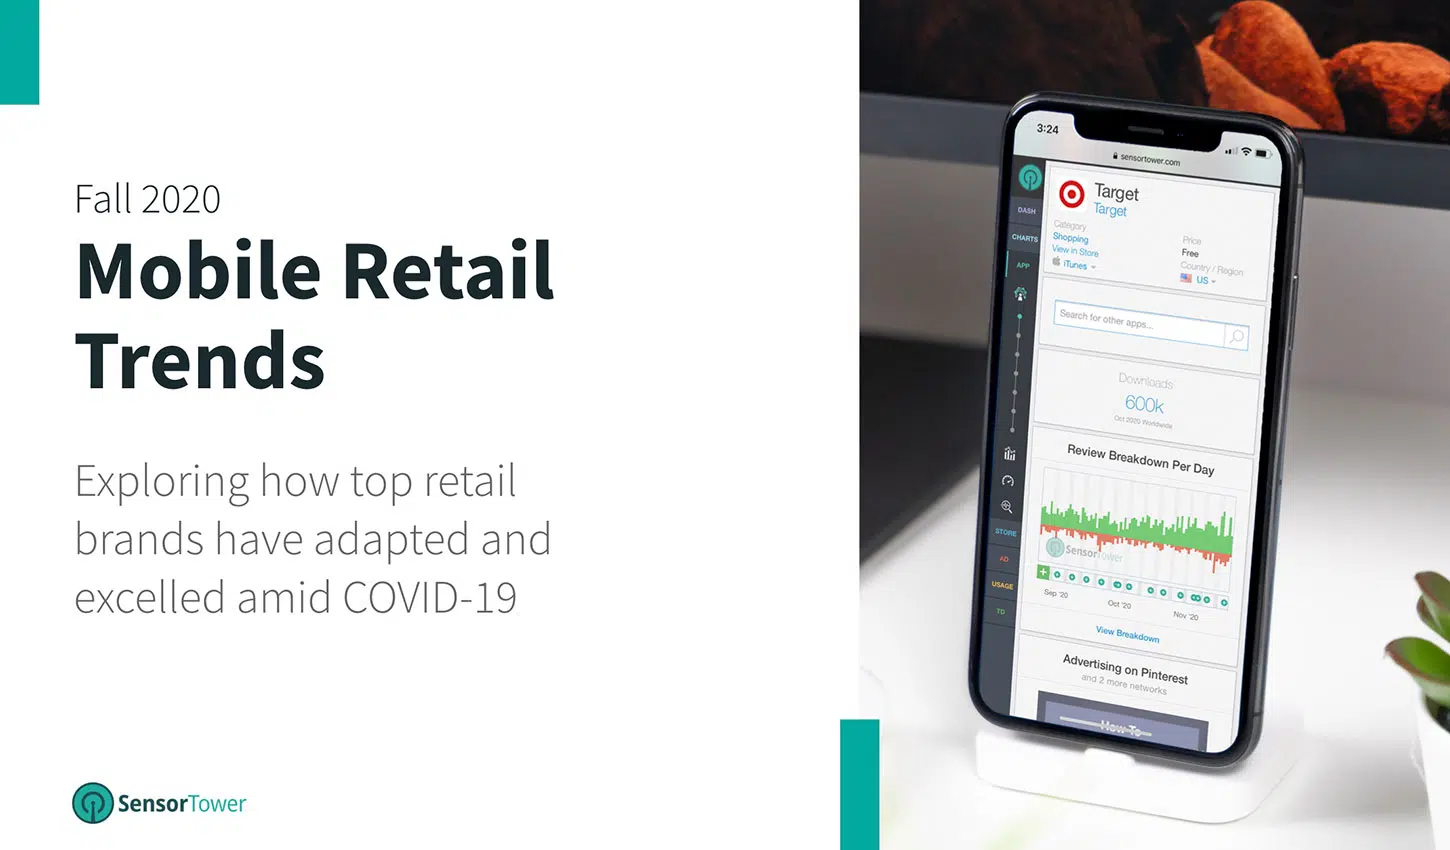 Fall 2020
Mobile Retail
Trends
Exploring how top retail
brands have adapted and
excelled amid COVID-19
SensorTower
3:24
sensortower.com
Target
Target
Category
Shopping
View in Store
iTunes
Price
Free
Country / Region
US
DASH
CHARTS
APP
STORE
AD
USAGE
TD
Search for other apps...
Downloads
600k
Oct 2020 Worldwide
Review Breakdown Per Day
SensorTower
Sep '20
Oct '20
Nov '20
View Breakdown
Advertising on Pinterest
and 2 more networks
How To